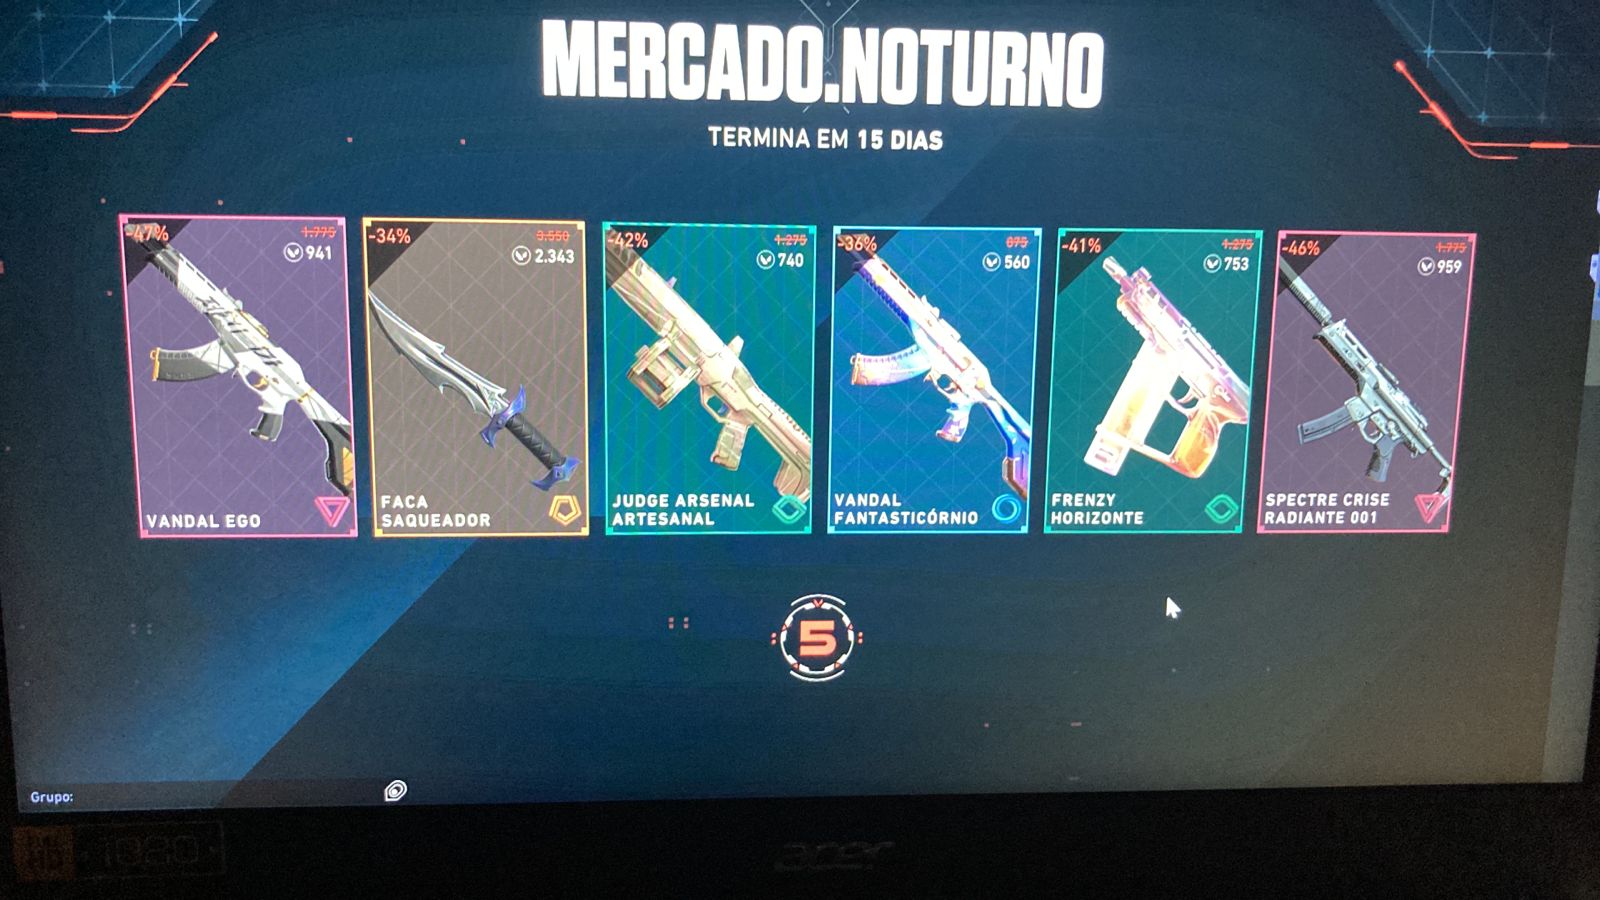 MERCADO.NOTURNO
TERMINA EM 15 DIAS
-47% 1.775
941
VANDAL EGO
-34% 3.550
2.343
FACA
SAQUEADOR
-42% 1.275
740
JUDGE ARSENAL
ARTESANAL
-36% 875
560
VANDAL
FANTASTICÓRNIO
-41% 1.275
753
FRENZY
HORIZONTE
-46% 1.775
959
SPECTRE CRISE
RADIANTE 001
5
Grupo:
1080
acer